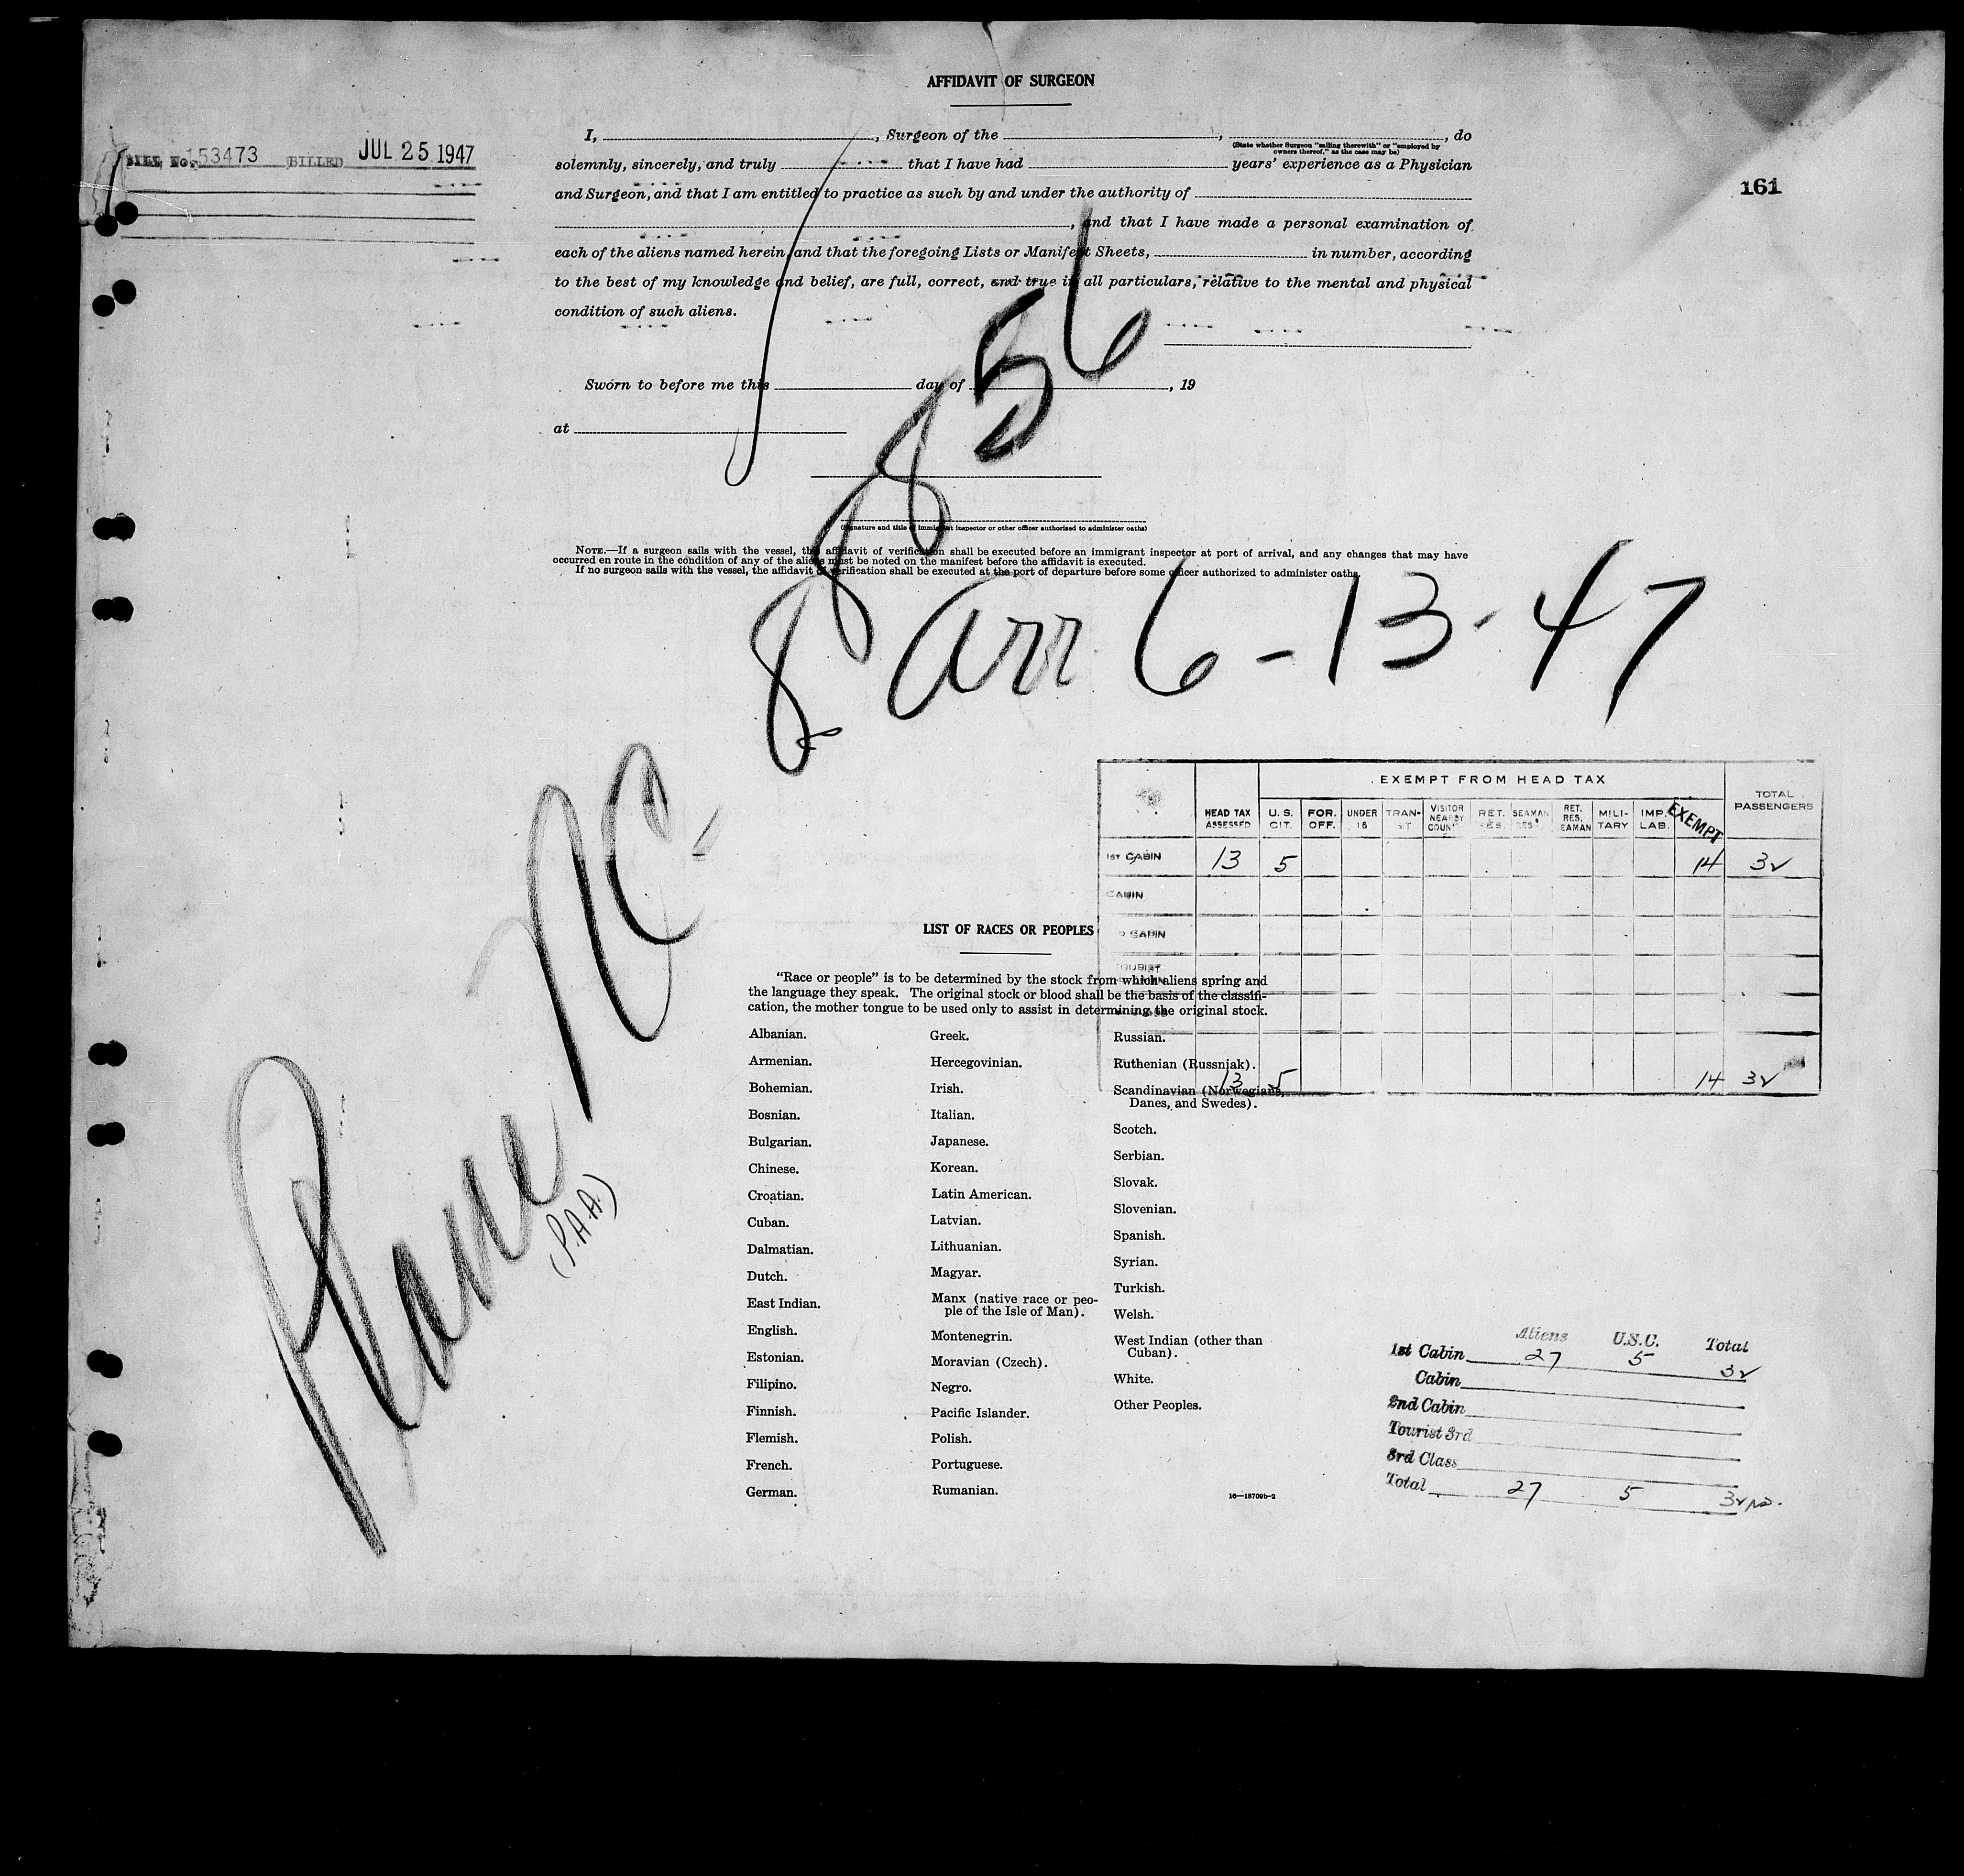 AFFIDAVIT OF SURGEON
BILL No. 153473 BILLED JUL 25 1947
161
I, , Surgeon of the , , do
(State whether Surgeon "sailing therewith" or "employed by
owners thereof," as the case may be)
solemnly, sincerely, and truly that I have had years' experience as a Physician
and Surgeon, and that I am entitled to practice as such by and under the authority of
, and that I have made a personal examination of
each of the aliens named herein, and that the foregoing Lists or Manifest Sheets, in number, according
to the best of my knowledge and belief, are full, correct, and true in all particulars, relative to the mental and physical
condition of such aliens.
Sworn to before me this day of , 19
at
(Signature and title of immigrant inspector or other officer authorized to administer oaths)
NOTE.—If a surgeon sails with the vessel, this affidavit of verification shall be executed before an immigrant inspector at port of arrival, and any changes that may have
occurred en route in the condition of any of the aliens must be noted on the manifest before the affidavit is executed.
If no surgeon sails with the vessel, the affidavit of verification shall be executed at the port of departure before some officer authorized to administer oaths.
Plane NC-88856
(P.A.A.)
Arr 6-13-47
EXEMPT FROM HEAD TAX
HEAD TAX ASSESSED U.S. CIT. FOR. OFF. UNDER 16 TRAN- SIT VISITOR NEARBY COUN RET. RES. SEAMAN RET. RES. SEAMAN MILI- TARY IMP. LAB. EXEMPT TOTAL PASSENGERS
1ST CABIN 13 5 14 32
CABIN
CABIN
TOURIST
13 5 14 32
LIST OF RACES OR PEOPLES
"Race or people" is to be determined by the stock from which aliens spring and
the language they speak. The original stock or blood shall be the basis of the classifi-
cation, the mother tongue to be used only to assist in determining the original stock.
Albanian.
Armenian.
Bohemian.
Bosnian.
Bulgarian.
Chinese.
Croatian.
Cuban.
Dalmatian.
Dutch.
East Indian.
English.
Estonian.
Filipino.
Finnish.
Flemish.
French.
German.
Greek.
Hercegovinian.
Irish.
Italian.
Japanese.
Korean.
Latin American.
Latvian.
Lithuanian.
Magyar.
Manx (native race or peo-
ple of the Isle of Man).
Montenegrin.
Moravian (Czech).
Negro.
Pacific Islander.
Polish.
Portuguese.
Rumanian.
Russian.
Ruthenian (Russniak).
Scandinavian (Norwegians,
Danes, and Swedes).
Scotch.
Serbian.
Slovak.
Slovenian.
Spanish.
Syrian.
Turkish.
Welsh.
West Indian (other than
Cuban).
White.
Other Peoples.
16—18709b-2
Aliens U.S.C. Total
1st Cabin 27 5 32
Cabin
2nd Cabin
Tourist 3rd
3rd Class
Total 27 5 32